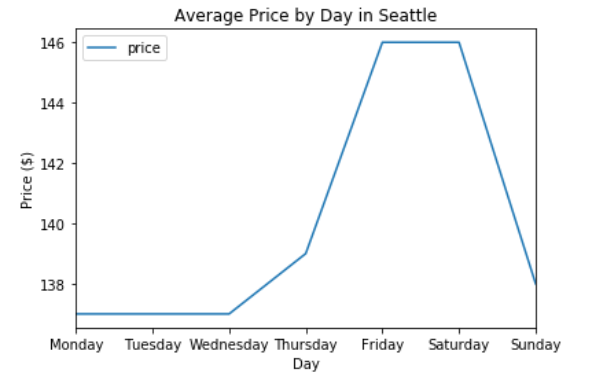 Average Price by Day in Seattle
price
146
144
142
140
138
Price ($)
Monday Tuesday Wednesday Thursday Friday Saturday Sunday
Day